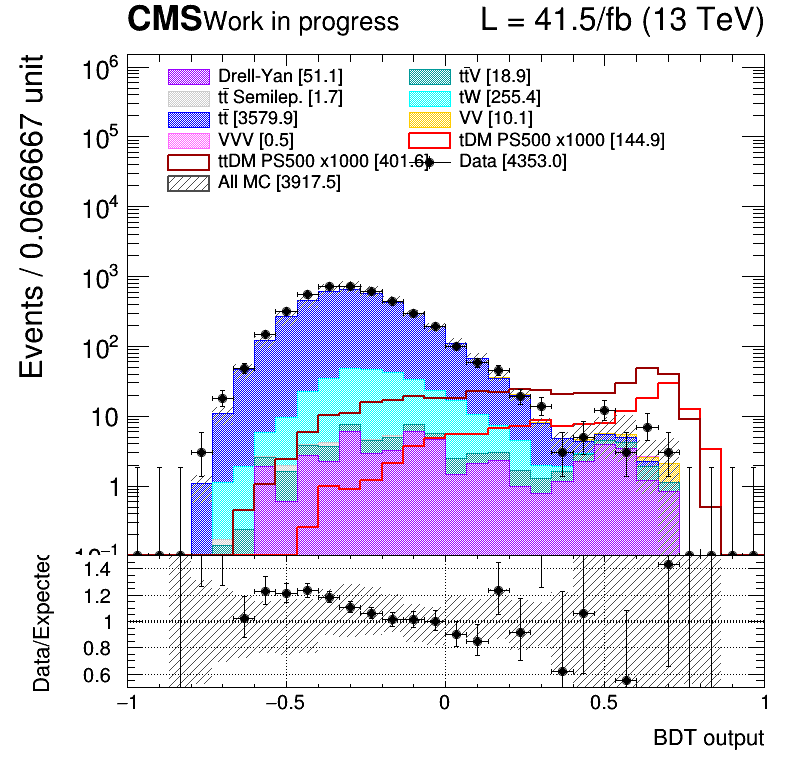 CMS Work in progress L = 41.5/fb (13 TeV)
Events / 0.0666667 unit
10⁶
10⁵
10⁴
10³
10²
10
1
10⁻¹
Drell-Yan [51.1]
tt̄ Semilep. [1.7]
tt̄ [3579.9]
VVV [0.5]
ttDM PS500 x1000 [401.6]
All MC [3917.5]
tt̄V [18.9]
tW [255.4]
VV [10.1]
tDM PS500 x1000 [144.9]
Data [4353.0]
Data/Expected
1.4
1.2
1
0.8
0.6
−1 −0.5 0 0.5 1
BDT output